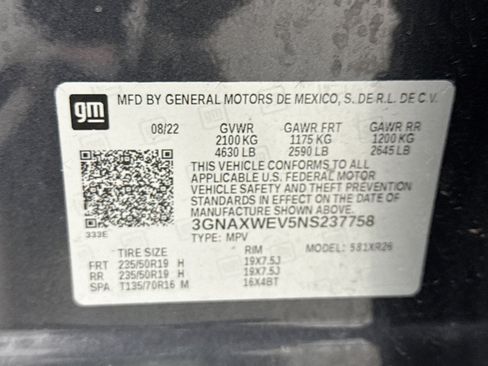 gm MFD BY GENERAL MOTORS DE MEXICO, S. DE R.L. DE C.V.
08/22 GVWR GAWR FRT GAWR RR
2100 KG 1175 KG 1200 KG
4630 LB 2590 LB 2645 LB
THIS VEHICLE CONFORMS TO ALL
APPLICABLE U.S. FEDERAL MOTOR
VEHICLE SAFETY AND THEFT PREVENTION
STANDARDS IN EFFECT ON THE DATE OF
MANUFACTURE SHOWN ABOVE.
3GNAXWEV5NS237758
333E TYPE: MPV MODEL: 581XR26
TIRE SIZE RIM
FRT 235/50R19 H 19X7.5J
RR 235/50R19 H 19X7.5J
SPA T135/70R16 M 16X4BT